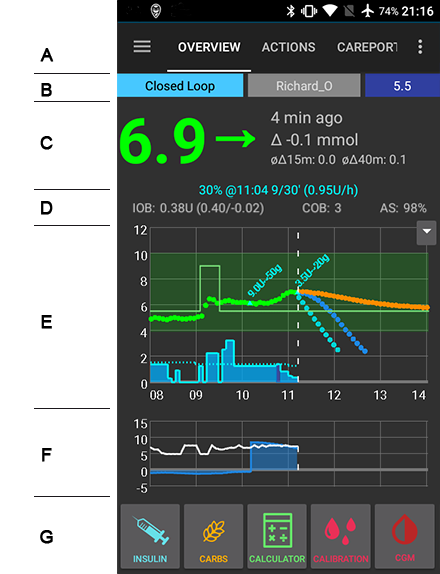 74% 21:16
A
OVERVIEW ACTIONS CAREPORT
B
Closed Loop Richard_O 5.5
C
6.9 → 4 min ago
Δ -0.1 mmol
øΔ15m: 0.0 øΔ40m: 0.1
30% @11:04 9/30' (0.95U/h)
D
IOB: 0.38U (0.40/-0.02) COB: 3 AS: 98%
E
12
10
8
6
4
2
0
9.0U~50g
3.5U~20g
08 09 10 11 12 13 14
F
15
10
5
0
-5
G
INSULIN CARBS CALCULATOR CALIBRATION CGM